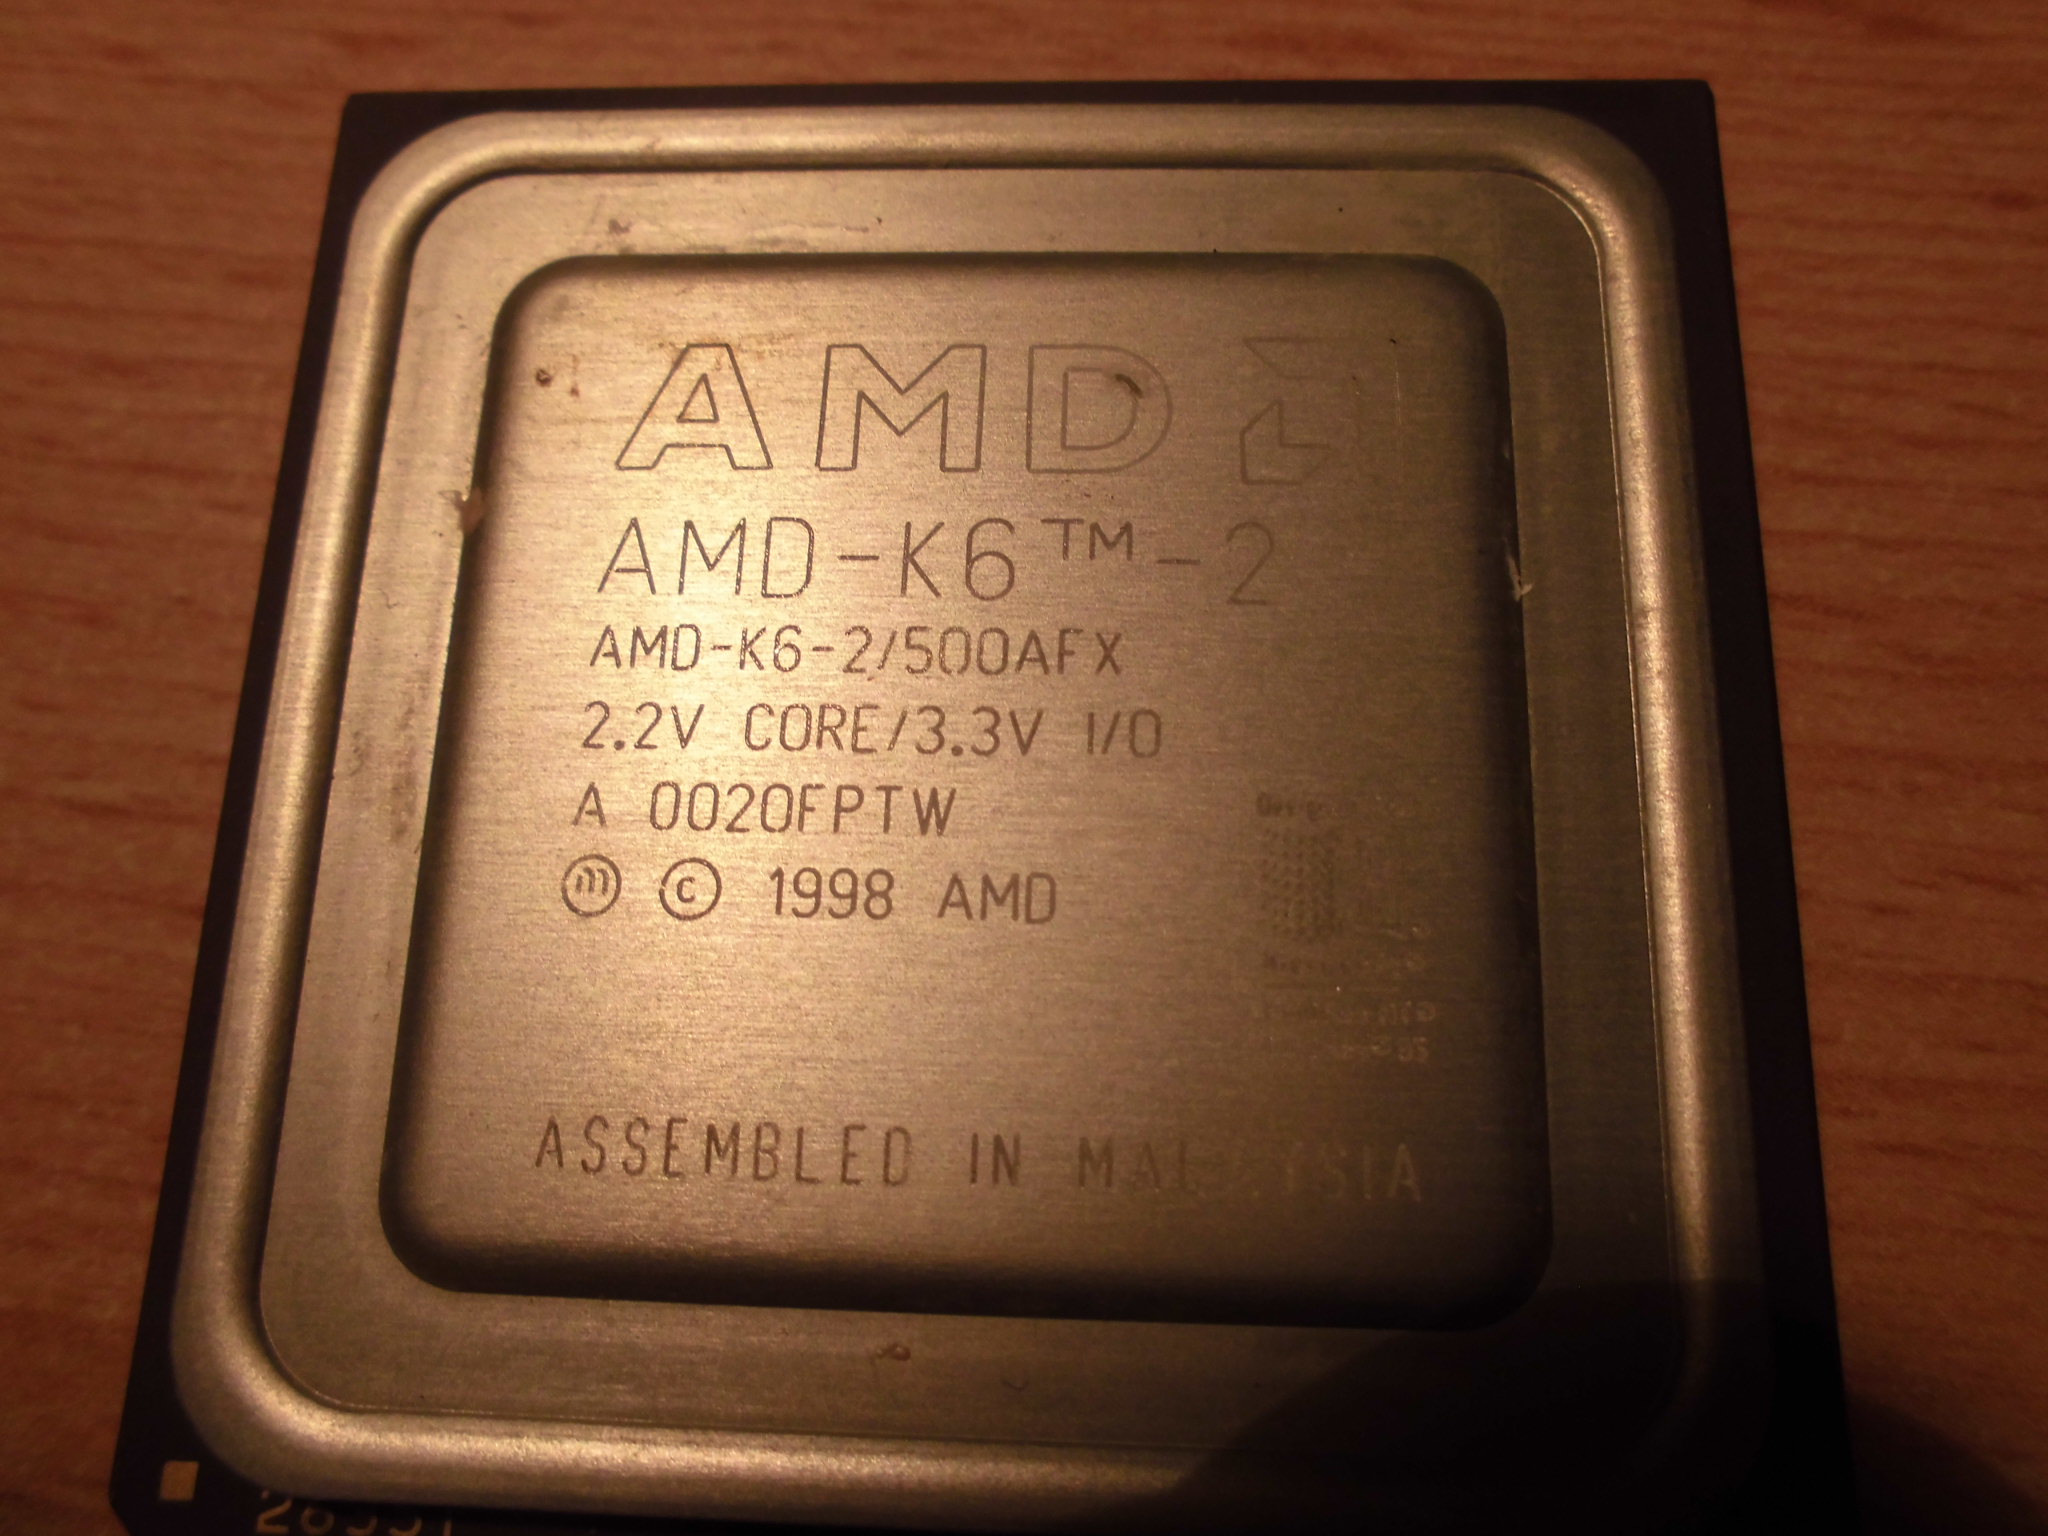 AMD
AMD-K6™-2
AMD-K6-2/500AFX
2.2V CORE/3.3V I/O
A 0020FPTW
ⓜ © 1998 AMD
ASSEMBLED IN MALAYSIA